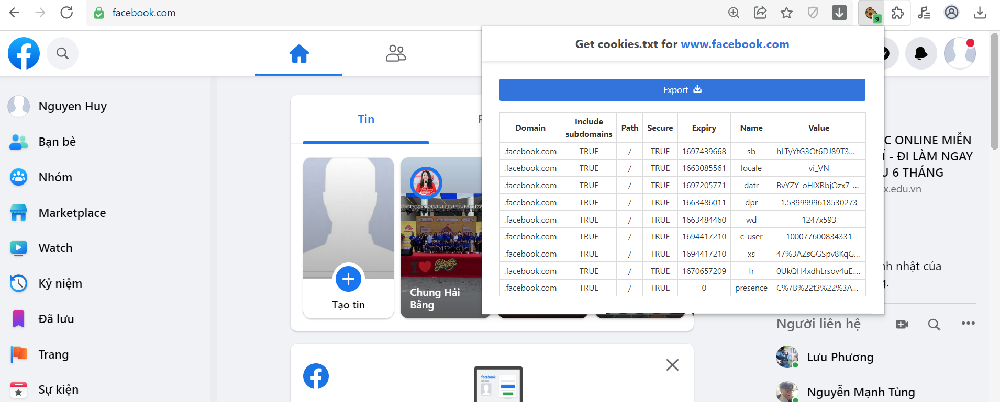 facebook.com
9
Get cookies.txt for www.facebook.com
Export
Domain Include subdomains Path Secure Expiry Name Value
.facebook.com TRUE / TRUE 1697439668 sb hLTyYfG3Ot6DJ89T3...
.facebook.com TRUE / TRUE 1663085561 locale vi_VN
.facebook.com TRUE / TRUE 1697205771 datr BvYZY_oHlXRbjOzx7-...
.facebook.com TRUE / TRUE 1663486011 dpr 1.5399999618530273
.facebook.com TRUE / TRUE 1663484460 wd 1247x593
.facebook.com TRUE / TRUE 1694417210 c_user 100077600834331
.facebook.com TRUE / TRUE 1694417210 xs 47%3AZsGGSpv8KqG...
.facebook.com TRUE / TRUE 1670657209 fr 0UkQH4xdhLrsov4uE....
.facebook.com TRUE / TRUE 0 presence C%7B%22t3%22%3A...
Nguyen Huy
Bạn bè
Nhóm
Marketplace
Watch
Kỷ niệm
Đã lưu
Trang
Sự kiện
Tin
Tạo tin
I Saturday
Chung Hải
Bằng
facebook
C ONLINE MIỄN
- ĐI LÀM NGAY
6 THÁNG
x.edu.vn
nhật của
Người liên hệ
Lưu Phương
Nguyễn Mạnh Tùng